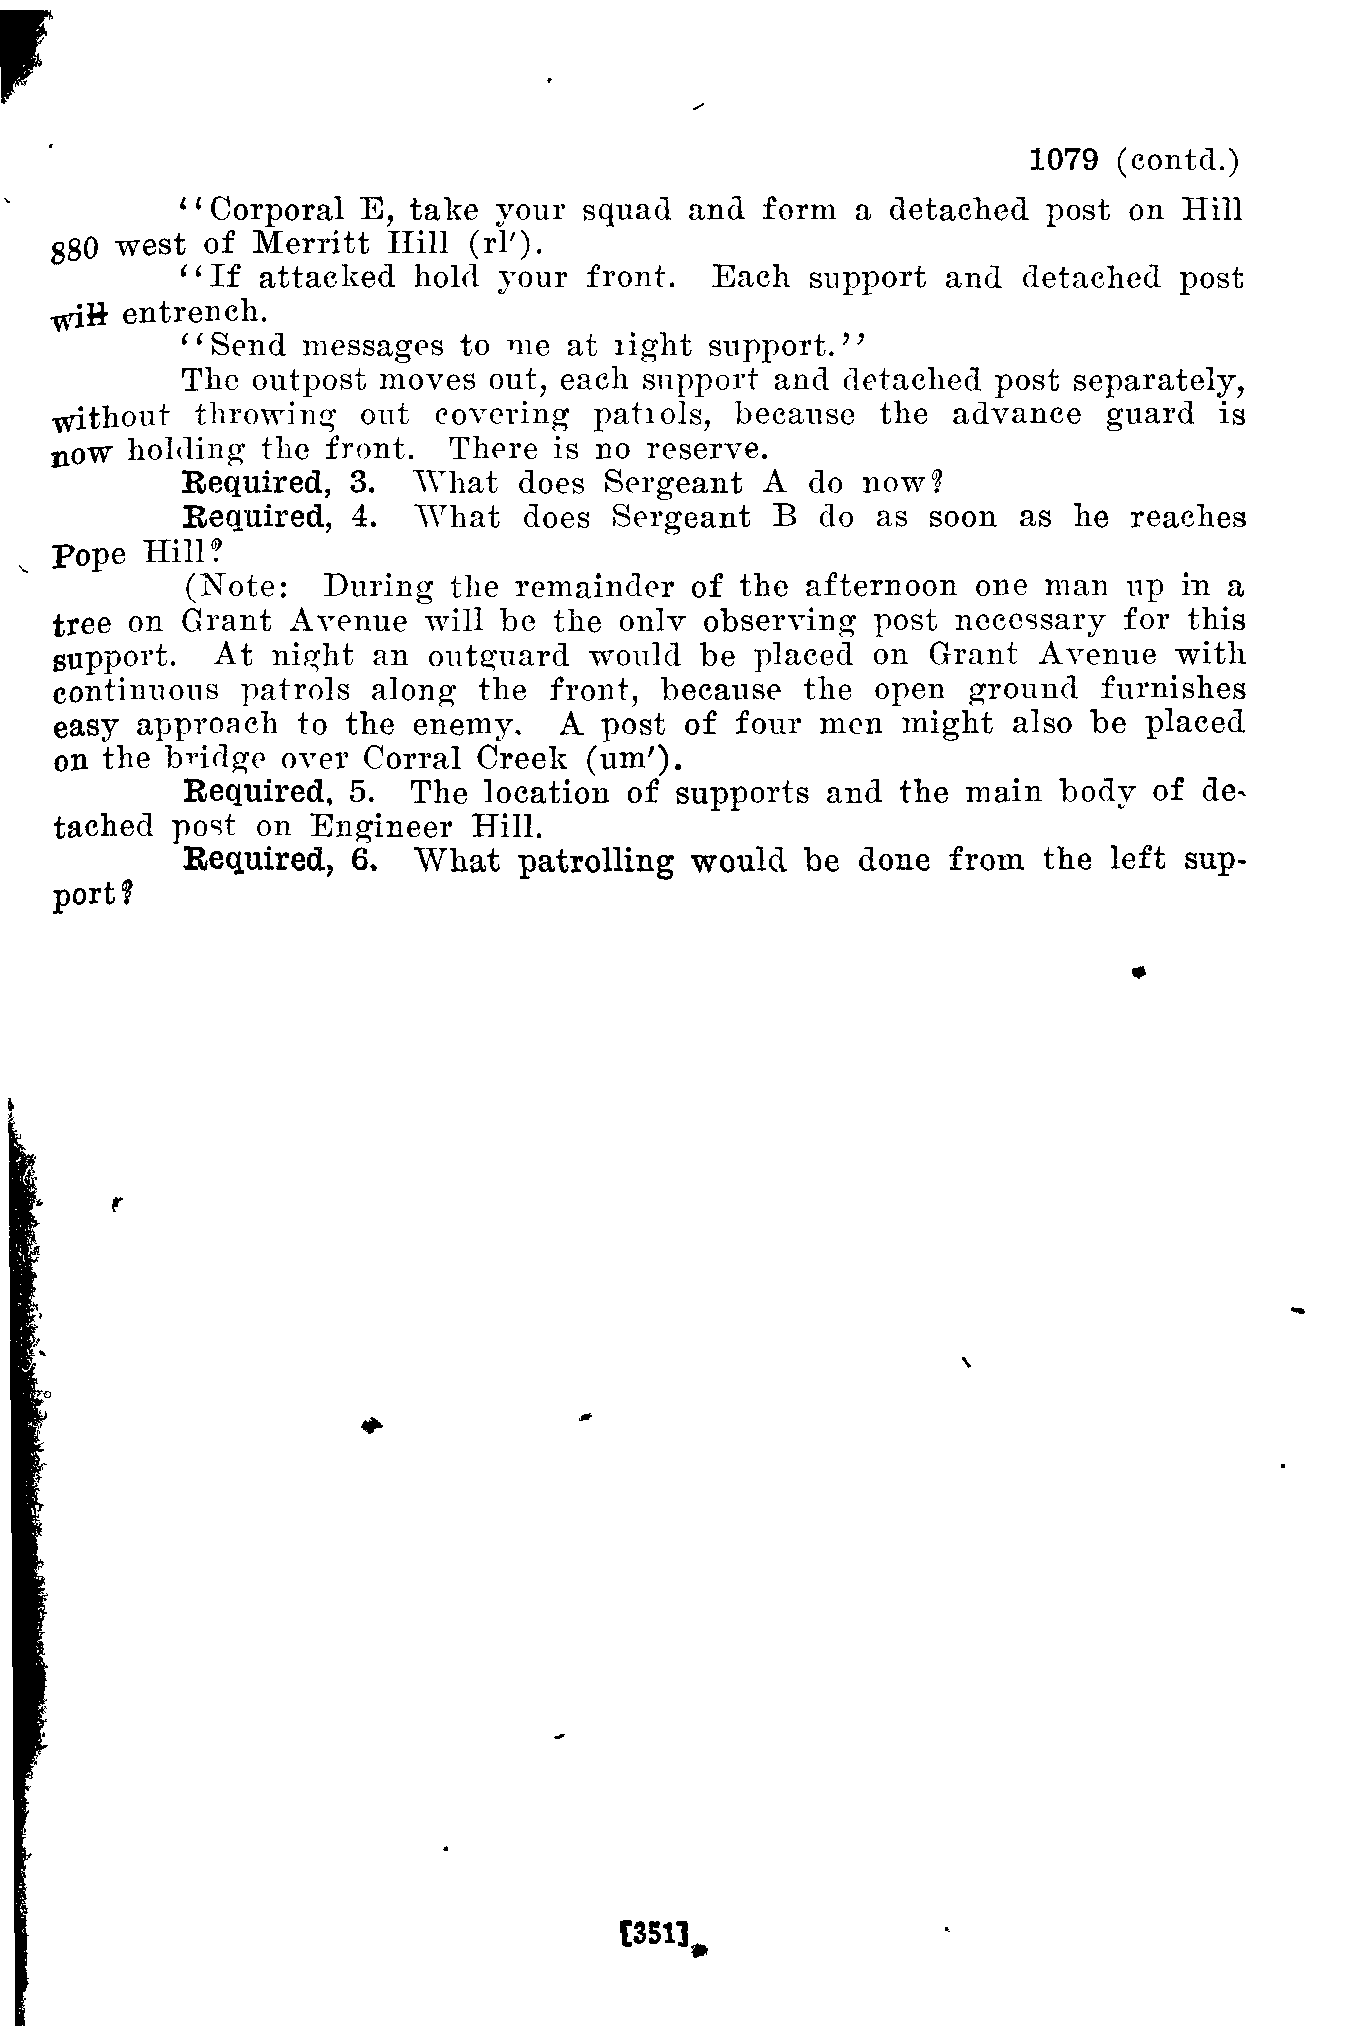 1079 (contd.)
"Corporal E, take your squad and form a detached post on Hill
880 west of Merritt Hill (rl').
"If attacked hold your front. Each support and detached post
will entrench.
"Send messages to me at right support."
The outpost moves out, each support and detached post separately,
without throwing out covering patrols, because the advance guard is
now holding the front. There is no reserve.
Required, 3. What does Sergeant A do now?
Required, 4. What does Sergeant B do as soon as he reaches
Pope Hill?
(Note: During the remainder of the afternoon one man up in a
tree on Grant Avenue will be the only observing post necessary for this
support. At night an outguard would be placed on Grant Avenue with
continuous patrols along the front, because the open ground furnishes
easy approach to the enemy. A post of four men might also be placed
on the bridge over Corral Creek (um').
Required, 5. The location of supports and the main body of de-
tached post on Engineer Hill.
Required, 6. What patrolling would be done from the left sup-
port?
[351]